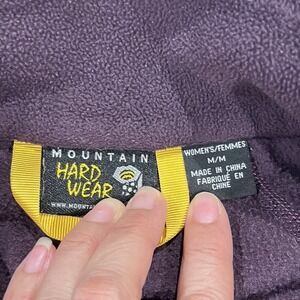 MOUNTAIN
HARD
WEAR
WOMEN'S/FEMMES
M/M
MADE IN CHINA
FABRIQUÉ EN
CHINE